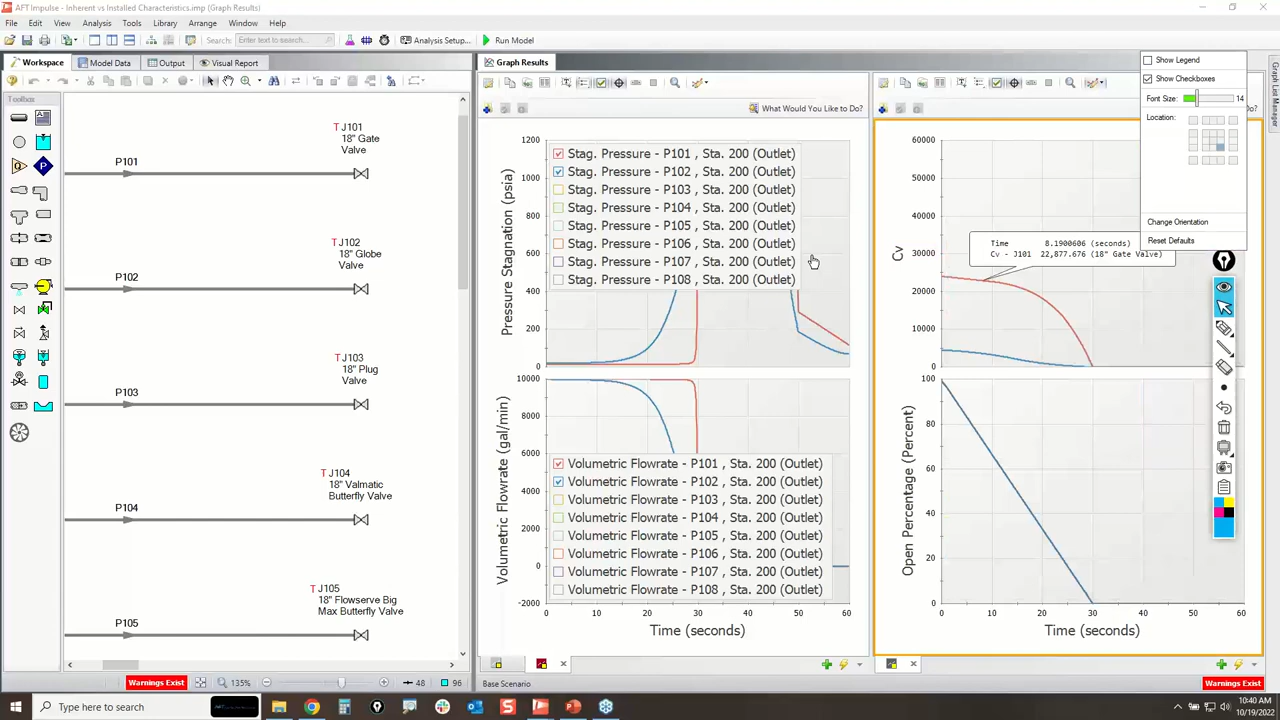 AFT Impulse - Inherent vs Installed Characteristics.imp (Graph Results)
File Edit View Analysis Tools Library Arrange Window Help
Search: Enter text to search... Analysis Setup... Run Model
Workspace Model Data Output Visual Report
Graph Results
Toolbox
What Would You Like to Do?
Do?
Show Legend
Show Checkboxes
Font Size: 14
Location:
Change Orientation
Reset Defaults
Graph List Manager
J101
18" Gate
Valve
P101
J102
18" Globe
Valve
P102
J103
18" Plug
Valve
P103
J104
18" Valmatic
Butterfly Valve
P104
J105
18" Flowserve Big
Max Butterfly Valve
P105
Pressure Stagnation (psia)
1200
1000
800
600
400
200
0
Stag. Pressure - P101 , Sta. 200 (Outlet)
Stag. Pressure - P102 , Sta. 200 (Outlet)
Stag. Pressure - P103 , Sta. 200 (Outlet)
Stag. Pressure - P104 , Sta. 200 (Outlet)
Stag. Pressure - P105 , Sta. 200 (Outlet)
Stag. Pressure - P106 , Sta. 200 (Outlet)
Stag. Pressure - P107 , Sta. 200 (Outlet)
Stag. Pressure - P108 , Sta. 200 (Outlet)
Volumetric Flowrate (gal/min)
10000
8000
6000
4000
2000
0
-2000
Volumetric Flowrate - P101 , Sta. 200 (Outlet)
Volumetric Flowrate - P102 , Sta. 200 (Outlet)
Volumetric Flowrate - P103 , Sta. 200 (Outlet)
Volumetric Flowrate - P104 , Sta. 200 (Outlet)
Volumetric Flowrate - P105 , Sta. 200 (Outlet)
Volumetric Flowrate - P106 , Sta. 200 (Outlet)
Volumetric Flowrate - P107 , Sta. 200 (Outlet)
Volumetric Flowrate - P108 , Sta. 200 (Outlet)
0 10 20 30 40 50 60
Time (seconds)
Cv
60000
50000
40000
30000
20000
10000
0
Time 8.1900606 (seconds)
Cv - J101 22,877.676 (18" Gate Valve)
Open Percentage (Percent)
100
80
60
40
20
0
0 10 20 30 40 50 60
Time (seconds)
Warnings Exist 135% 48 96
Base Scenario
Warnings Exist
Type here to search
10:40 AM
10/19/2022